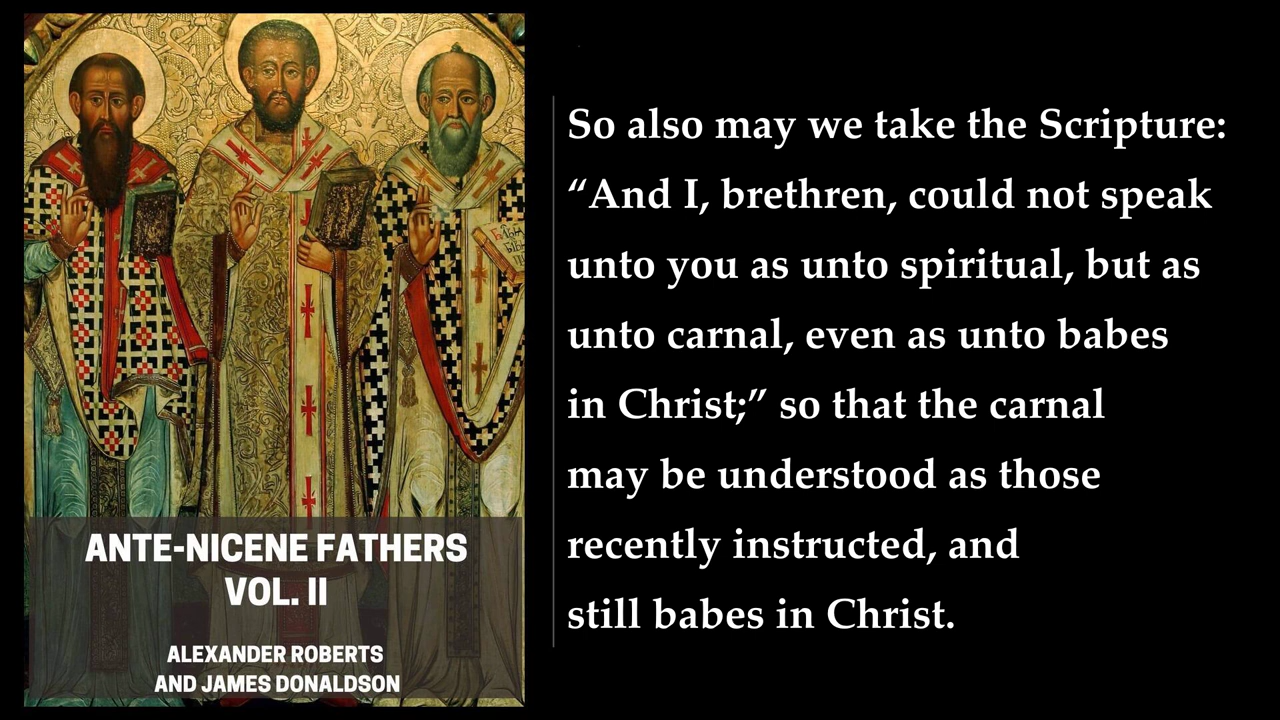 ANTE-NICENE FATHERS
VOL. II
ALEXANDER ROBERTS
AND JAMES DONALDSON
So also may we take the Scripture:
“And I, brethren, could not speak
unto you as unto spiritual, but as
unto carnal, even as unto babes
in Christ;” so that the carnal
may be understood as those
recently instructed, and
still babes in Christ.